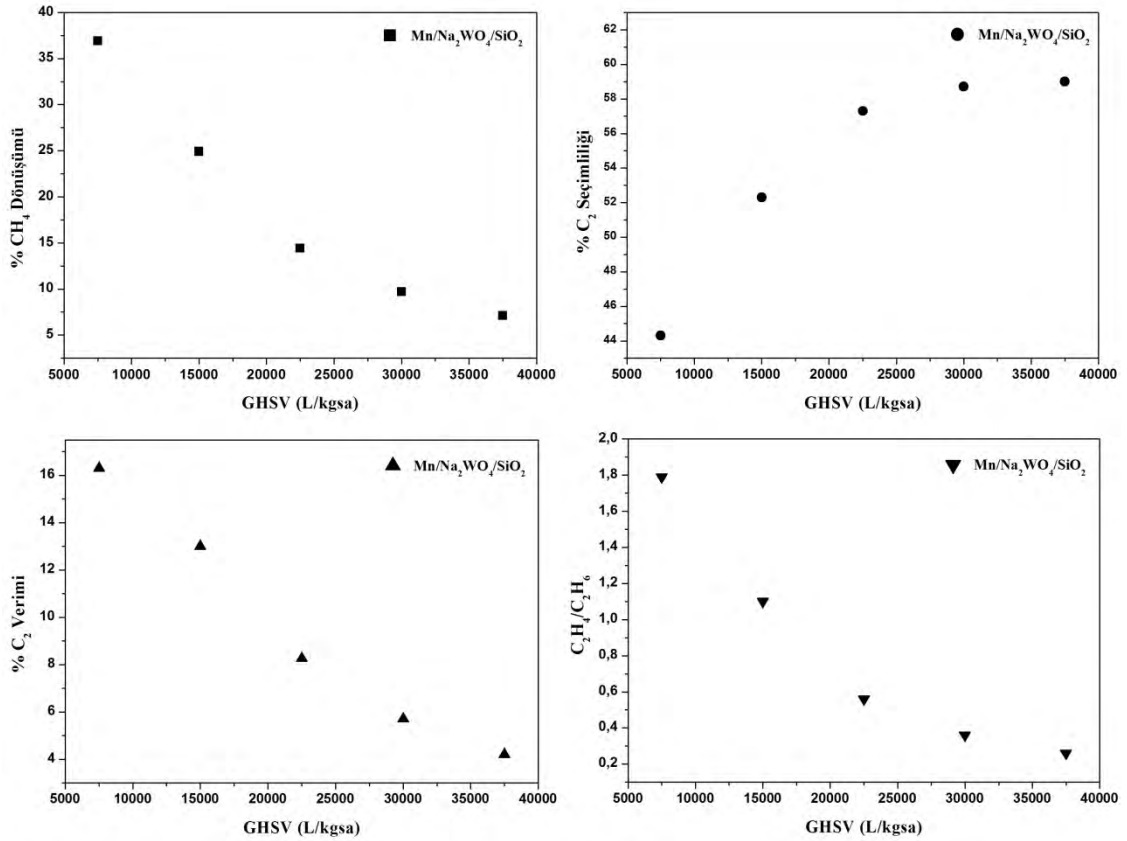 40
35
30
25
20
15
10
5
% CH₄ Dönüşümü
Mn/Na₂WO₄/SiO₂
5000 10000 15000 20000 25000 30000 35000 40000
GHSV (L/kgsa)
62
60
58
56
54
52
50
48
46
44
% C₂ Seçimliliği
Mn/Na₂WO₄/SiO₂
5000 10000 15000 20000 25000 30000 35000 40000
GHSV (L/kgsa)
16
14
12
10
8
6
4
% C₂ Verimi
Mn/Na₂WO₄/SiO₂
5000 10000 15000 20000 25000 30000 35000 40000
GHSV (L/kgsa)
2,0
1,8
1,6
1,4
1,2
1,0
0,8
0,6
0,4
0,2
C₂H₄/C₂H₆
Mn/Na₂WO₄/SiO₂
5000 10000 15000 20000 25000 30000 35000 40000
GHSV (L/kgsa)